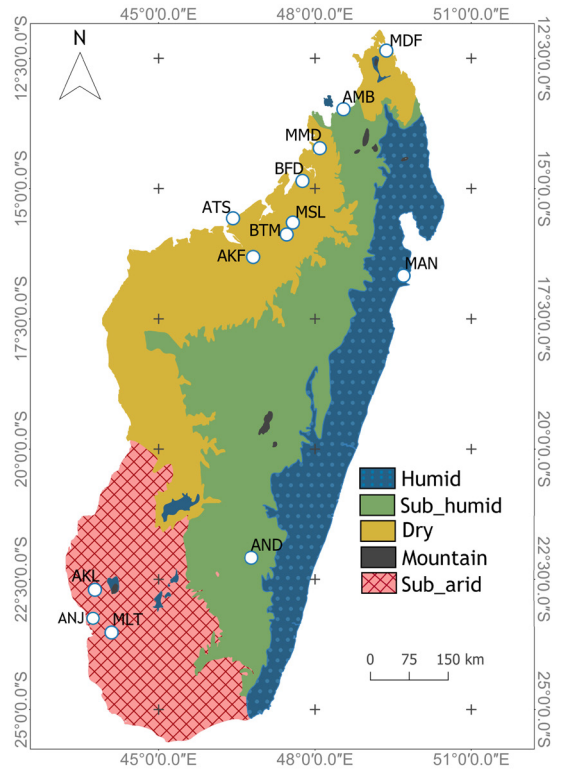 45°0'0.0"E 48°0'0.0"E 51°0'0.0"E
12°30'0.0"S
15°0'0.0"S
17°30'0.0"S
20°0'0.0"S
22°30'0.0"S
25°0'0.0"S
N
MDF
AMB
MMD
BFD
ATS
MSL
BTM
AKF
MAN
AND
AKL
ANJ
MLT
Humid
Sub_humid
Dry
Mountain
Sub_arid
0 75 150 km
12°30'0.0"S
15°0'0.0"S
17°30'0.0"S
20°0'0.0"S
22°30'0.0"S
25°0'0.0"S
45°0'0.0"E 48°0'0.0"E 51°0'0.0"E